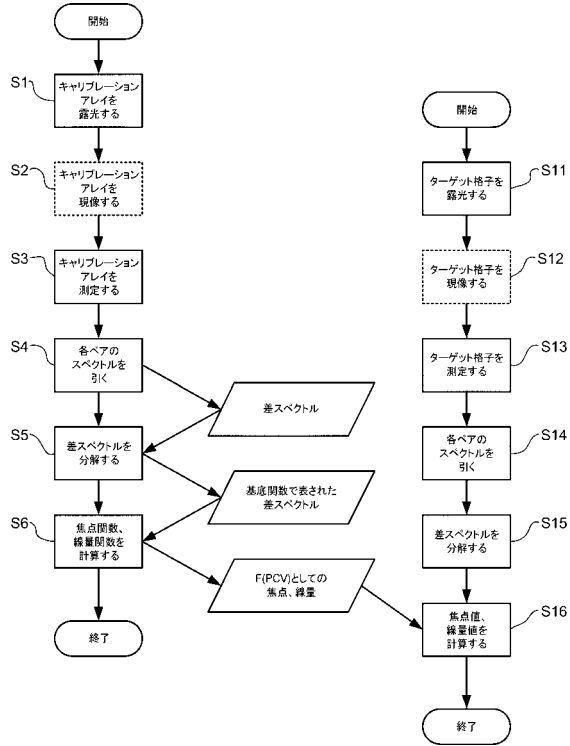 開始
S1
キャリブレーション
アレイを
露光する
S2
キャリブレーション
アレイを
現像する
S3
キャリブレーション
アレイを
測定する
S4
各ペアの
スペクトルを
引く
差スペクトル
S5
差スペクトルを
分解する
基底関数で表された
差スペクトル
S6
焦点関数、
線量関数を
計算する
F(PCV)としての
焦点、線量
終了
開始
S11
ターゲット格子を
露光する
S12
ターゲット格子を
現像する
S13
ターゲット格子を
測定する
S14
各ペアの
スペクトルを
引く
S15
差スペクトルを
分解する
S16
焦点値、
線量値を
計算する
終了